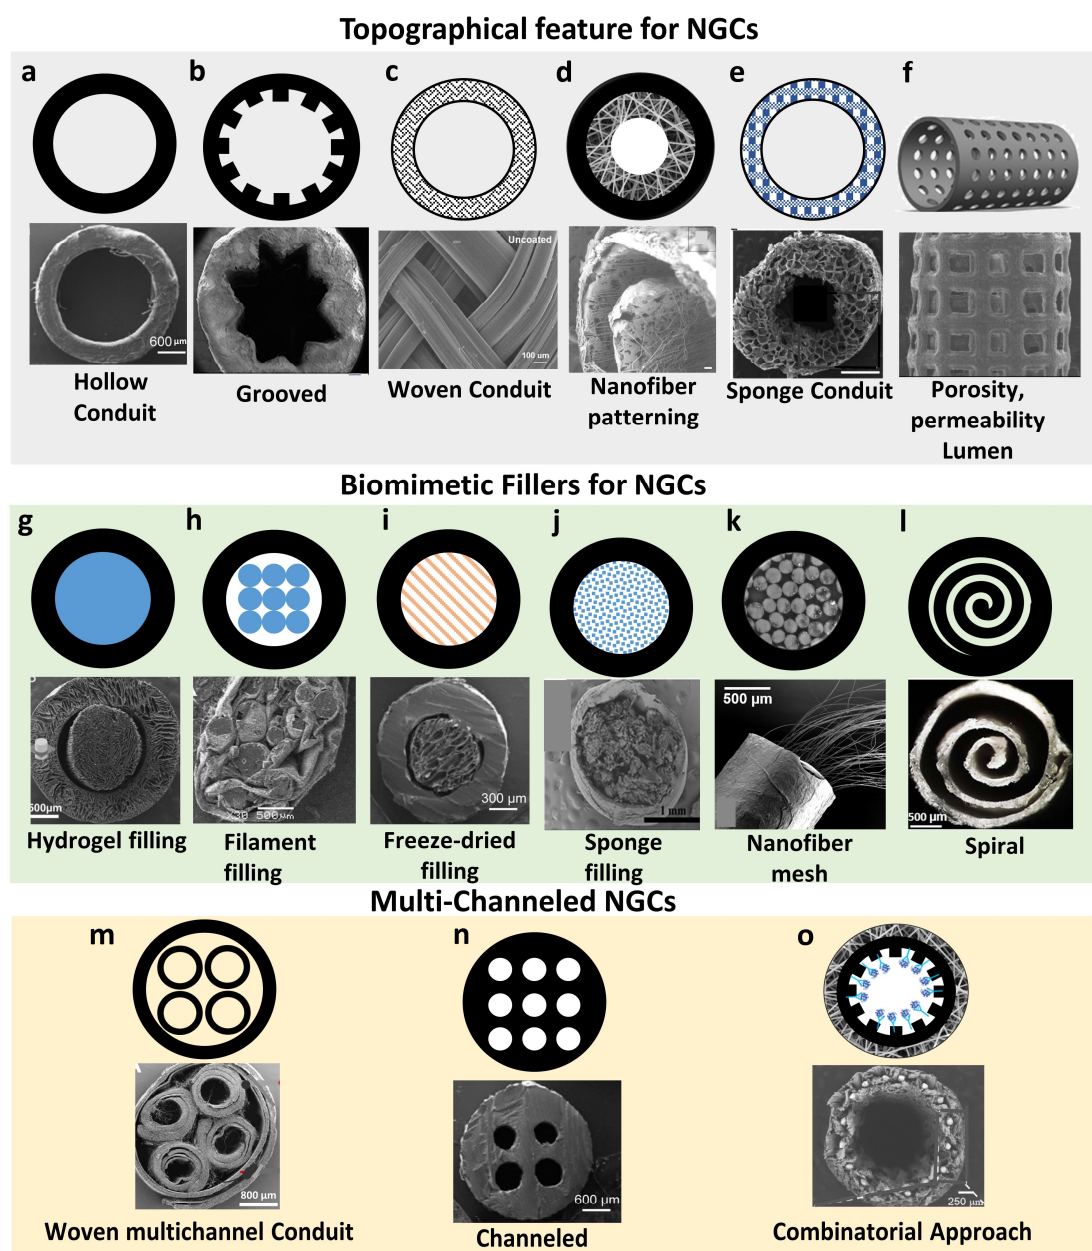 Topographical feature for NGCs
a b c d e f
600 µm
Uncoated
100 um
Hollow
Conduit
Grooved
Woven Conduit
Nanofiber
patterning
Sponge Conduit
Porosity,
permeability
Lumen
Biomimetic Fillers for NGCs
g h i j k l
500µm
30 500µm
300 µm
1 mm
500 µm
500 µm
Hydrogel filling
Filament
filling
Freeze-dried
filling
Sponge
filling
Nanofiber
mesh
Spiral
Multi-Channeled NGCs
m n o
800 µm
600 µm
250 µm
Woven multichannel Conduit
Channeled
Combinatorial Approach